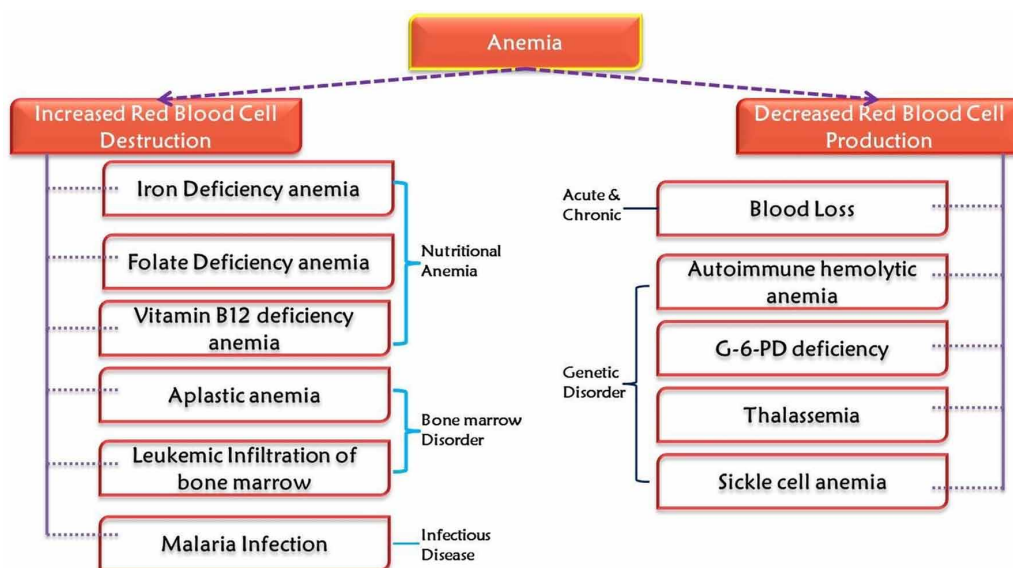 Anemia
Increased Red Blood Cell
Destruction
Iron Deficiency anemia
Folate Deficiency anemia
Vitamin B12 deficiency
anemia
Nutritional
Anemia
Aplastic anemia
Leukemic Infiltration of
bone marrow
Bone marrow
Disorder
Malaria Infection
Infectious
Disease
Decreased Red Blood Cell
Production
Acute &
Chronic
Blood Loss
Autoimmune hemolytic
anemia
G-6-PD deficiency
Genetic
Disorder
Thalassemia
Sickle cell anemia